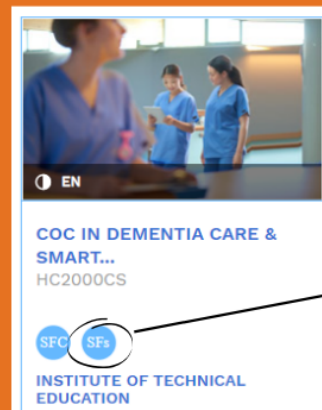 EN
COC IN DEMENTIA CARE &
SMART...
HC2000CS
SFC SFs
INSTITUTE OF TECHNICAL
EDUCATION